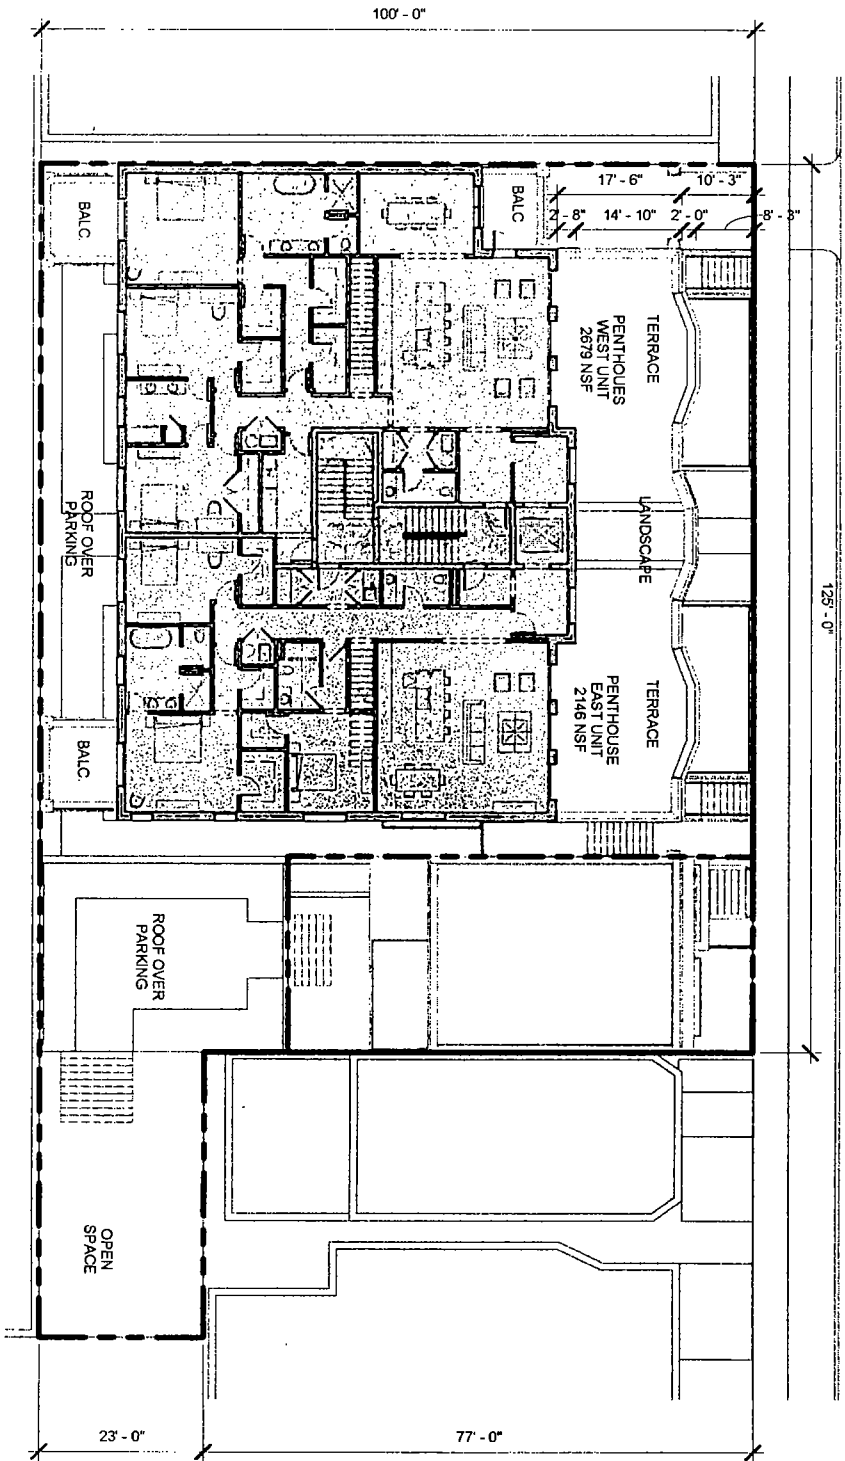 100' - 0"
17' - 6"
10' - 3"
2' - 8"
14' - 10"
2' - 0"
8' - 3"
BALC.
BALC
TERRACE
PENTHOUES
WEST UNIT
2679 NSF
LANDSCAPE
ROOF OVER
PARKING
125' - 0"
TERRACE
PENTHOUSE
EAST UNIT
2146 NSF
BALC.
ROOF OVER
PARKING
OPEN
SPACE
23' - 0"
77' - 0"